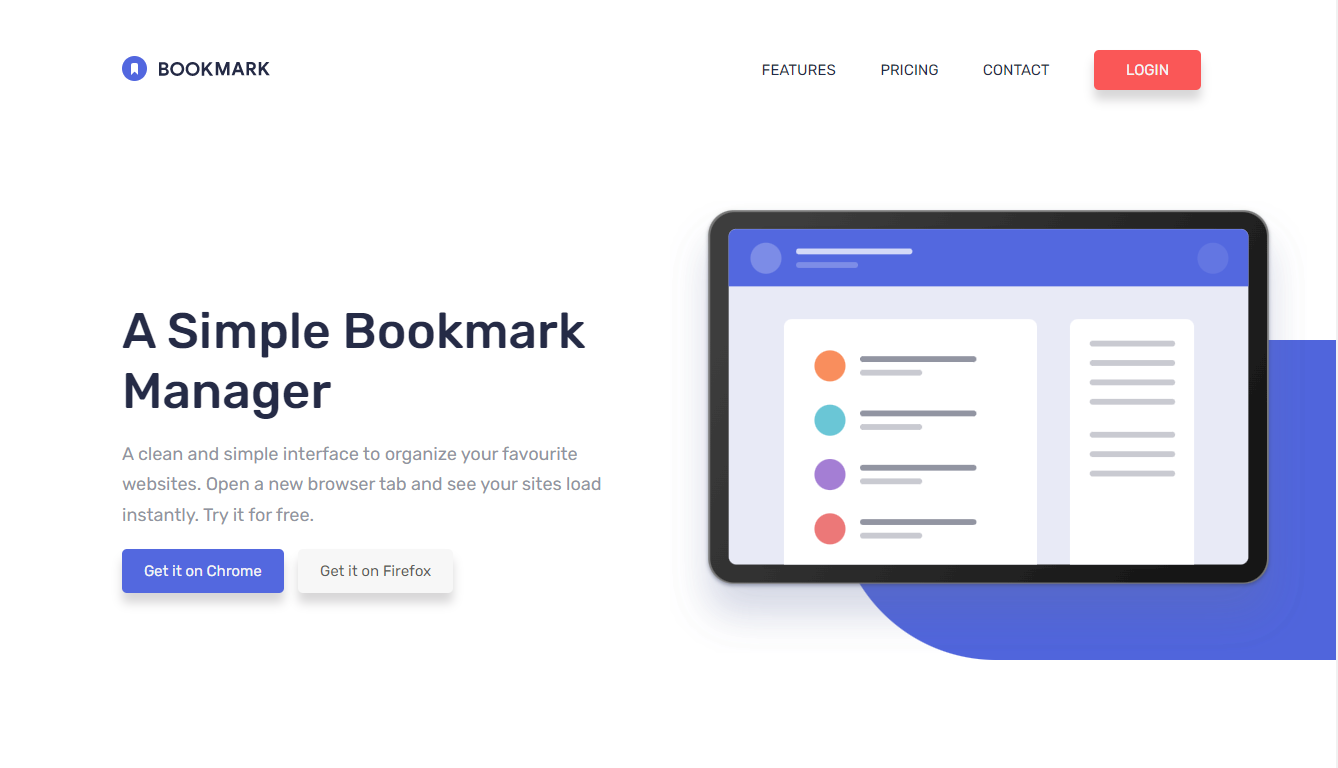 BOOKMARK
FEATURES
PRICING
CONTACT
LOGIN
A Simple Bookmark
Manager
A clean and simple interface to organize your favourite
websites. Open a new browser tab and see your sites load
instantly. Try it for free.
Get it on Chrome
Get it on Firefox